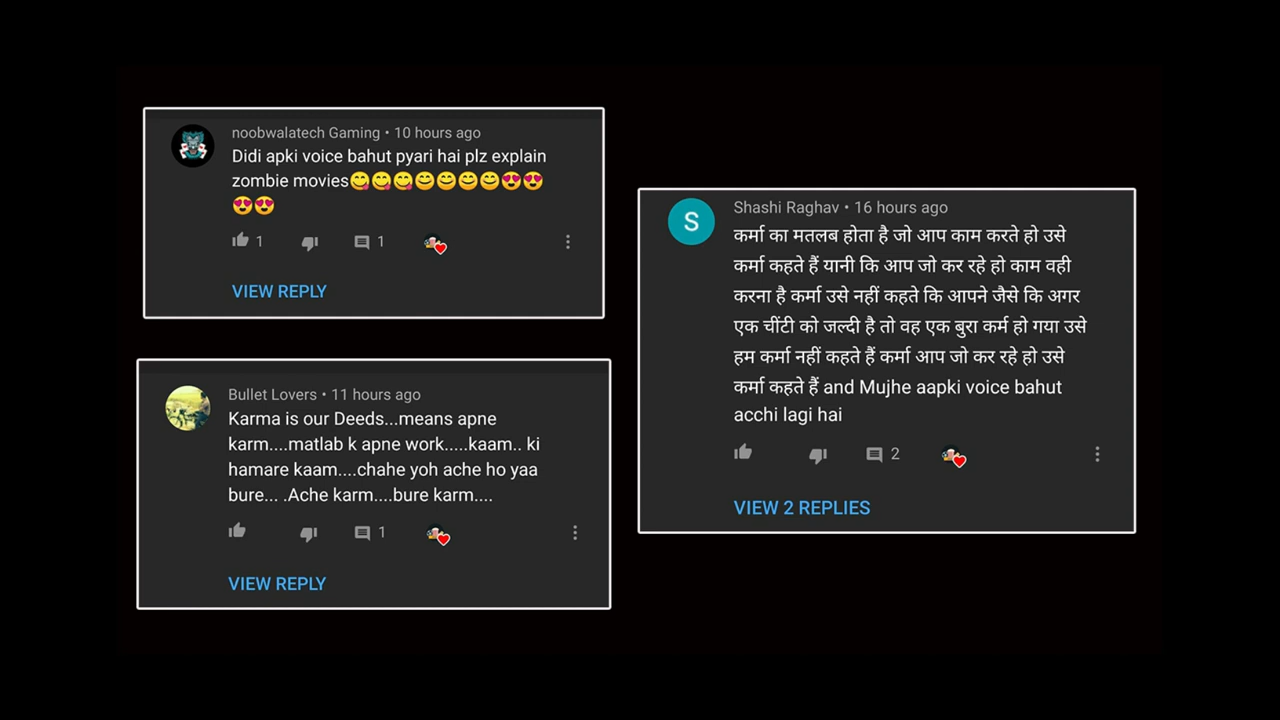 noobwalatech Gaming • 10 hours ago
Didi apki voice bahut pyari hai plz explain
zombie movies😋😋😋😊😊😊😊😍😍
😍😍
1 1
VIEW REPLY
Bullet Lovers • 11 hours ago
Karma is our Deeds...means apne
karm....matlab k apne work.....kaam.. ki
hamare kaam....chahe yoh ache ho yaa
bure... .Ache karm....bure karm....
1
VIEW REPLY
S
Shashi Raghav • 16 hours ago
कर्मा का मतलब होता है जो आप काम करते हो उसे
कर्मा कहते हैं यानी कि आप जो कर रहे हो काम वही
करना है कर्मा उसे नहीं कहते कि आपने जैसे कि अगर
एक चींटी को जल्दी है तो वह एक बुरा कर्म हो गया उसे
हम कर्मा नहीं कहते हैं कर्मा आप जो कर रहे हो उसे
कर्मा कहते हैं and Mujhe aapki voice bahut
acchi lagi hai
2
VIEW 2 REPLIES